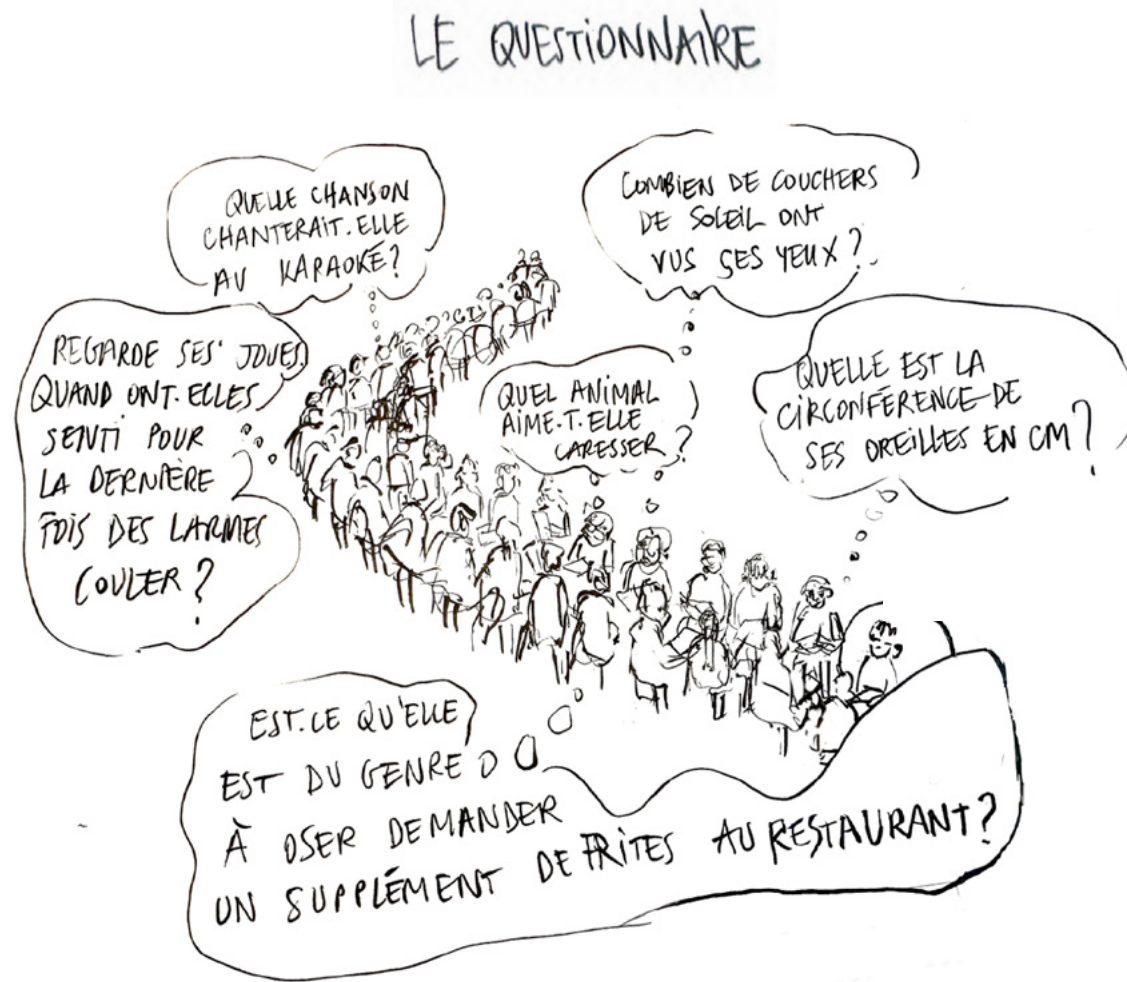 LE QUESTIONNAIRE
QUELLE CHANSON
CHANTERAIT-ELLE
AU KARAOKÉ?
COMBIEN DE COUCHERS
DE SOLEIL ONT
VUS SES YEUX?
REGARDE SES JOUES.
QUAND ONT-ELLES
SENTI POUR
LA DERNIÈRE
FOIS DES LARMES
COULER?
QUEL ANIMAL
AIME-T-ELLE
CARESSER?
QUELLE EST LA
CIRCONFÉRENCE DE
SES OREILLES EN CM?
EST-CE QU'ELLE
EST DU GENRE
À OSER DEMANDER
UN SUPPLÉMENT DE FRITES AU RESTAURANT?